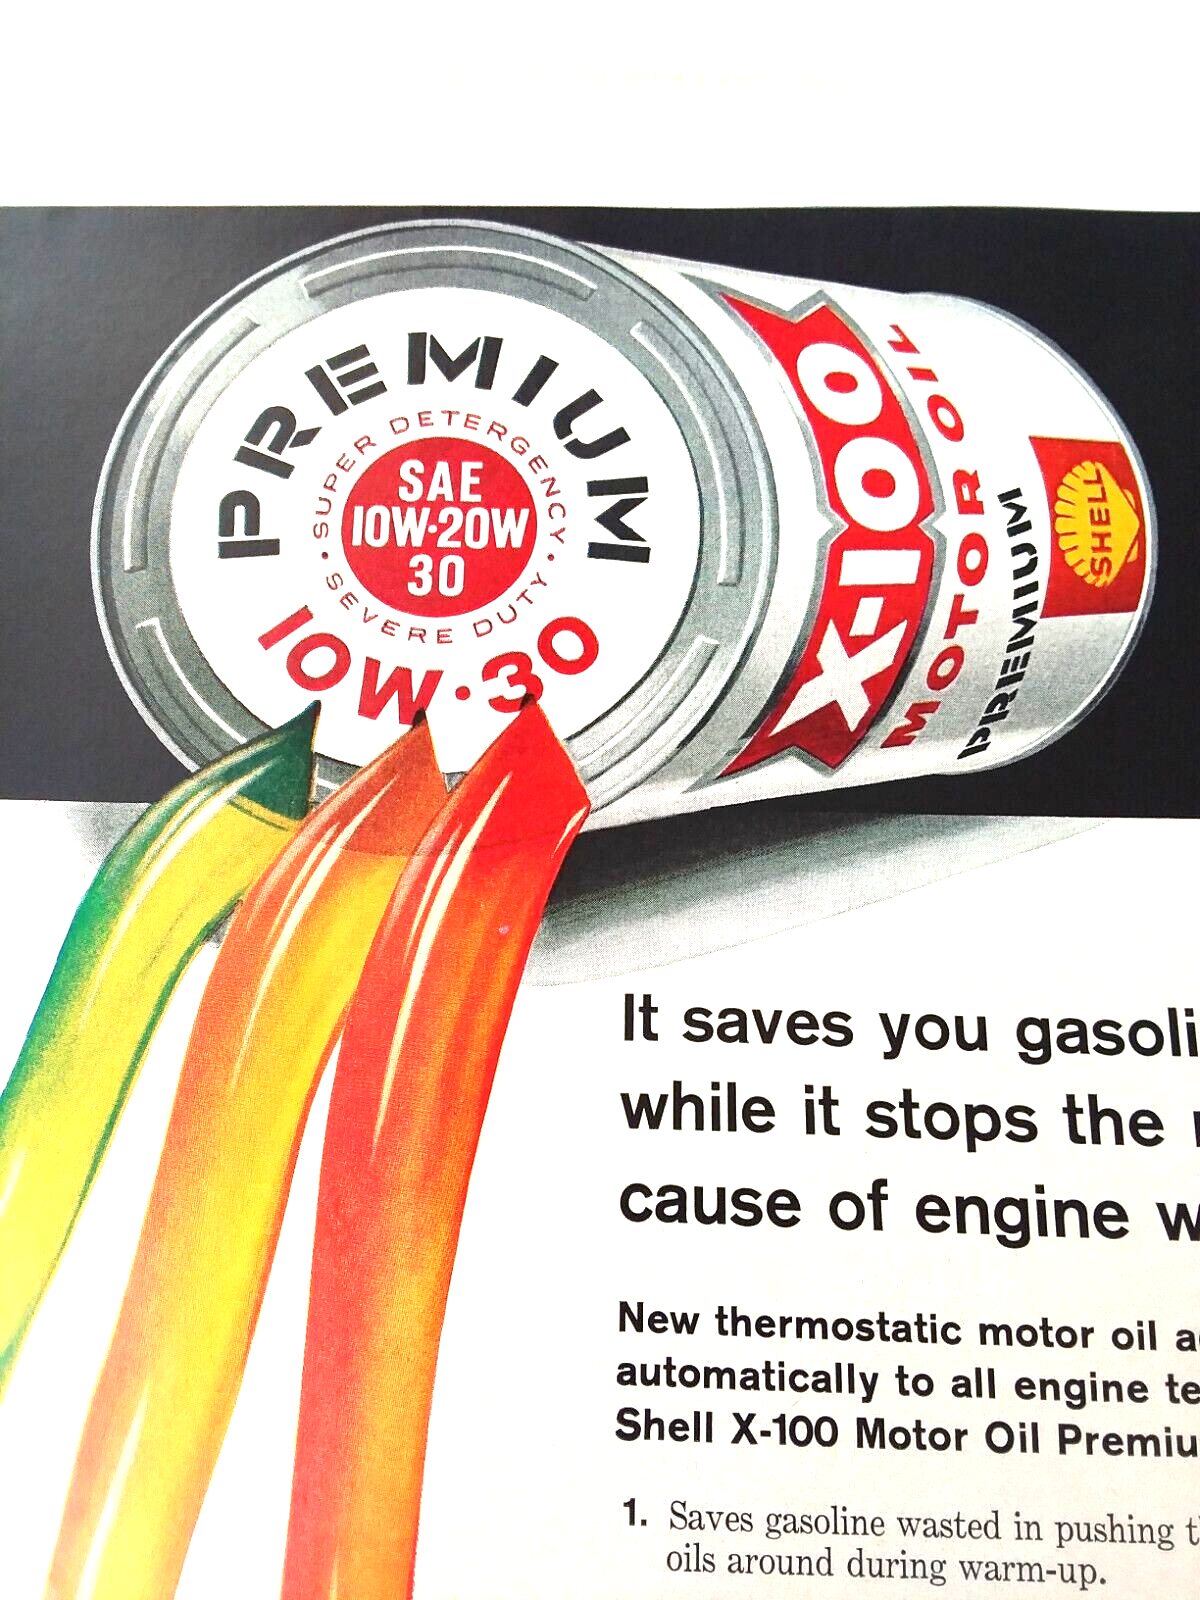 PREMIUM
SUPER DETERGENCY
SAE
10W·20W
30
· SEVERE DUTY ·
10W·30
X-100
MOTOR OIL
PREMIUM
SHELL
It saves you gasoli
while it stops the
cause of engine w
New thermostatic motor oil a
automatically to all engine te
Shell X-100 Motor Oil Premiu
1. Saves gasoline wasted in pushing t
oils around during warm-up.